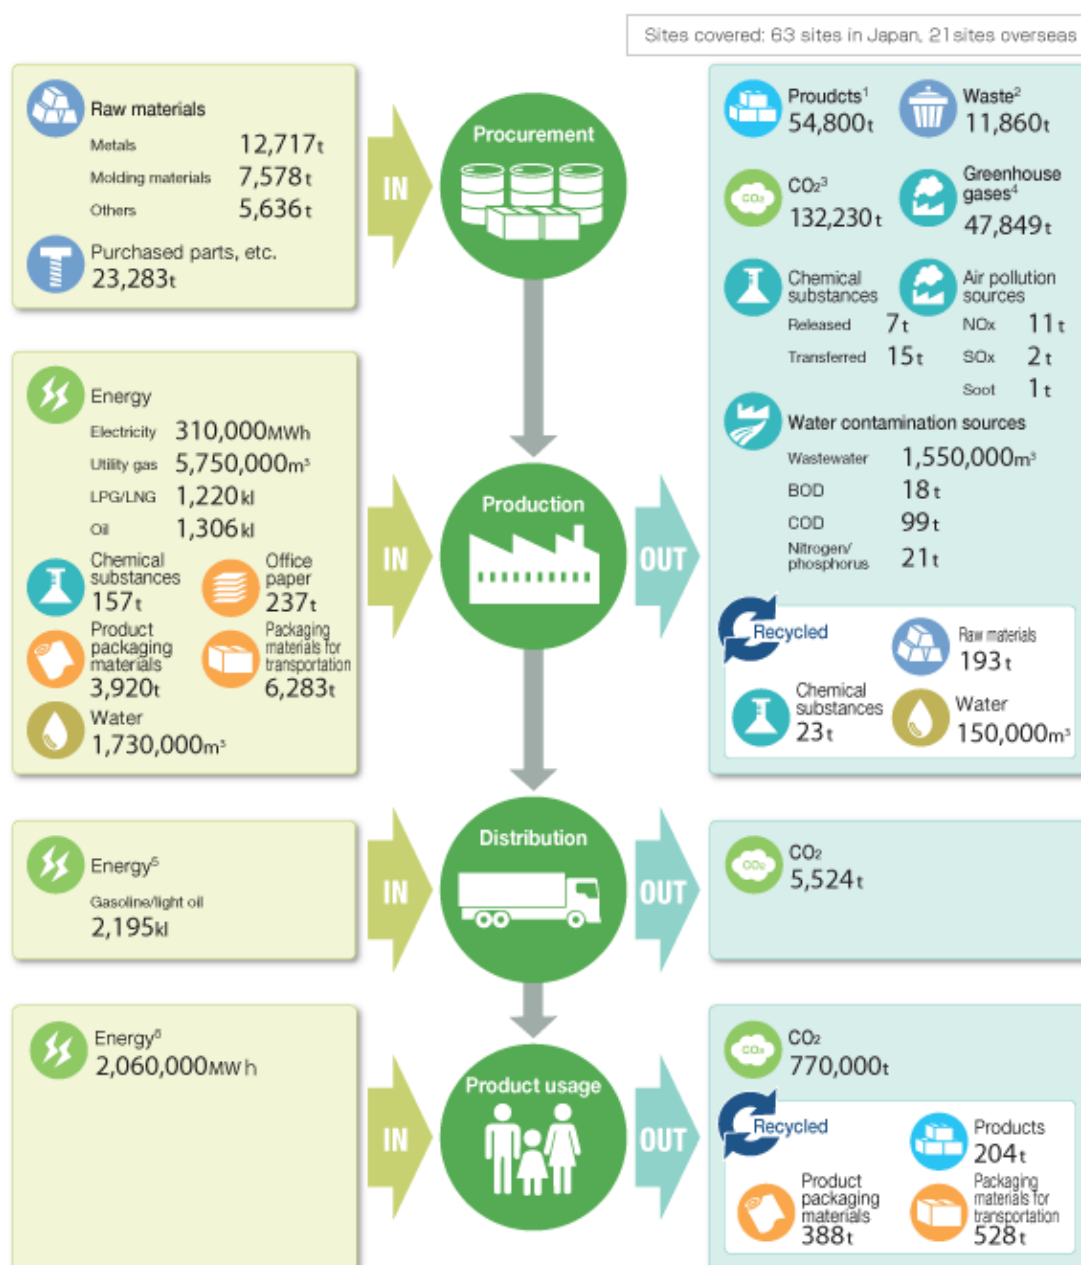 Sites covered: 63 sites in Japan, 21sites overseas
Raw materials
Metals 12,717t
Molding materials 7,578t
Others 5,636t
Purchased parts, etc.
23,283t
IN
Procurement
Proudcts¹
54,800t
Waste²
11,860t
CO₂³
132,230t
Greenhouse
gases⁴
47,849t
Chemical
substances
Released 7t
Transferred 15t
Air pollution
sources
NOx 11t
SOx 2t
Soot 1t
Water contamination sources
Wastewater 1,550,000m³
BOD 18t
COD 99t
Nitrogen/
phosphorus 21t
Recycled
Raw materials
193t
Chemical
substances
23t
Water
150,000m³
Energy
Electricity 310,000MWh
Utility gas 5,750,000m³
LPG/LNG 1,220kl
Oil 1,306kl
Chemical
substances
157t
Office
paper
237t
Product
packaging
materials
3,920t
Packaging
materials for
transportation
6,283t
Water
1,730,000m³
IN
Production
OUT
Energy⁵
Gasoline/light oil
2,195kl
IN
Distribution
OUT
CO₂
5,524t
Energy⁶
2,060,000MWh
IN
Product usage
OUT
CO₂
770,000t
Recycled
Products
204t
Product
packaging
materials
388t
Packaging
materials for
transportation
528t